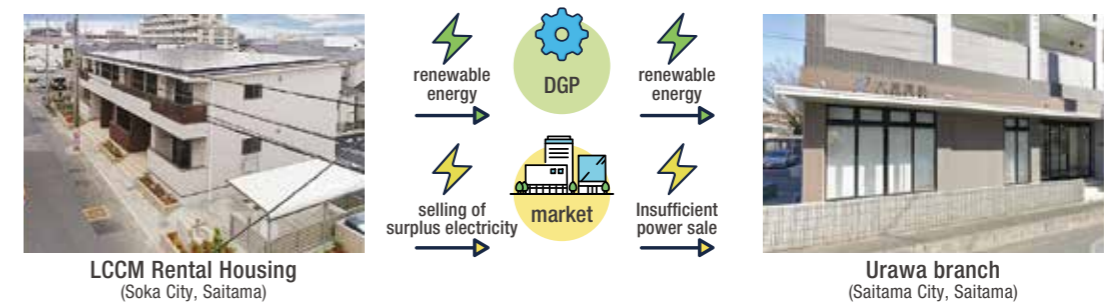 renewable
energy
DGP
renewable
energy
selling of
surplus electricity
market
Insufficient
power sale
LCCM Rental Housing
(Soka City, Saitama)
Urawa branch
(Saitama City, Saitama)